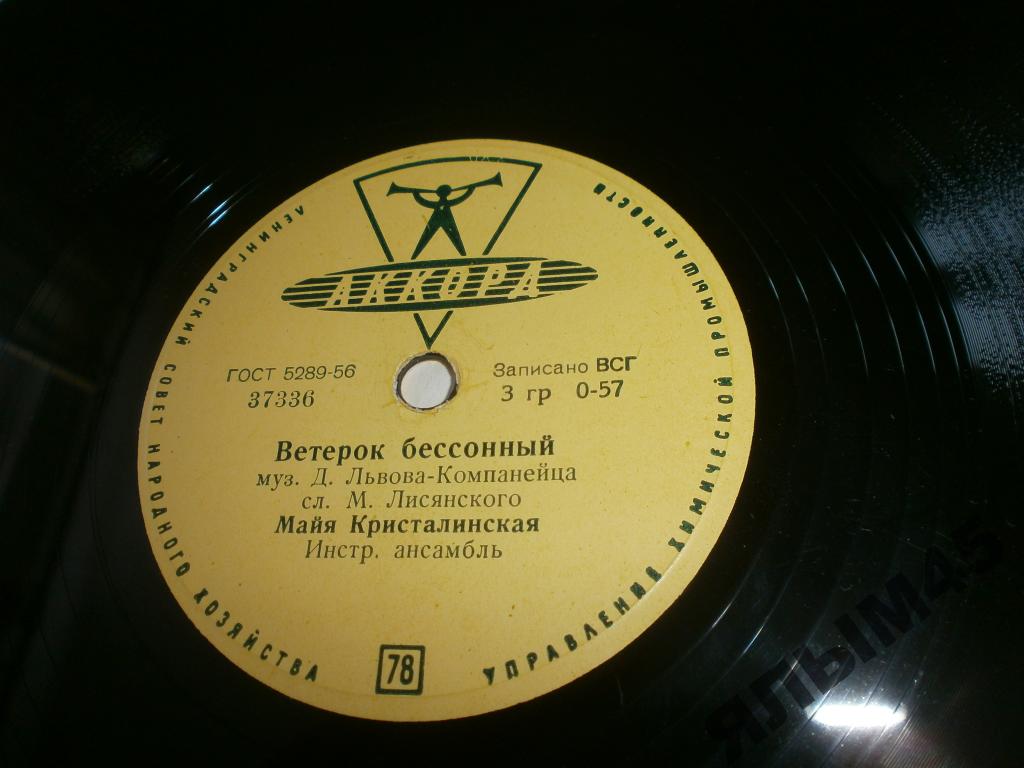 АККОРД
ЛЕНИНГРАДСКИЙ СОВЕТ НАРОДНОГО ХОЗЯЙСТВА
УПРАВЛЕНИЕ ХИМИЧЕСКОЙ ПРОМЫШЛЕННОСТИ
ГОСТ 5289-56
37336
Записано ВСГ
3 гр 0-57
Ветерок бессонный
муз. Д. Львова-Компанейца
сл. М. Лисянского
Майя Кристалинская
Инстр. ансамбль
78
ЯЛЫМ45